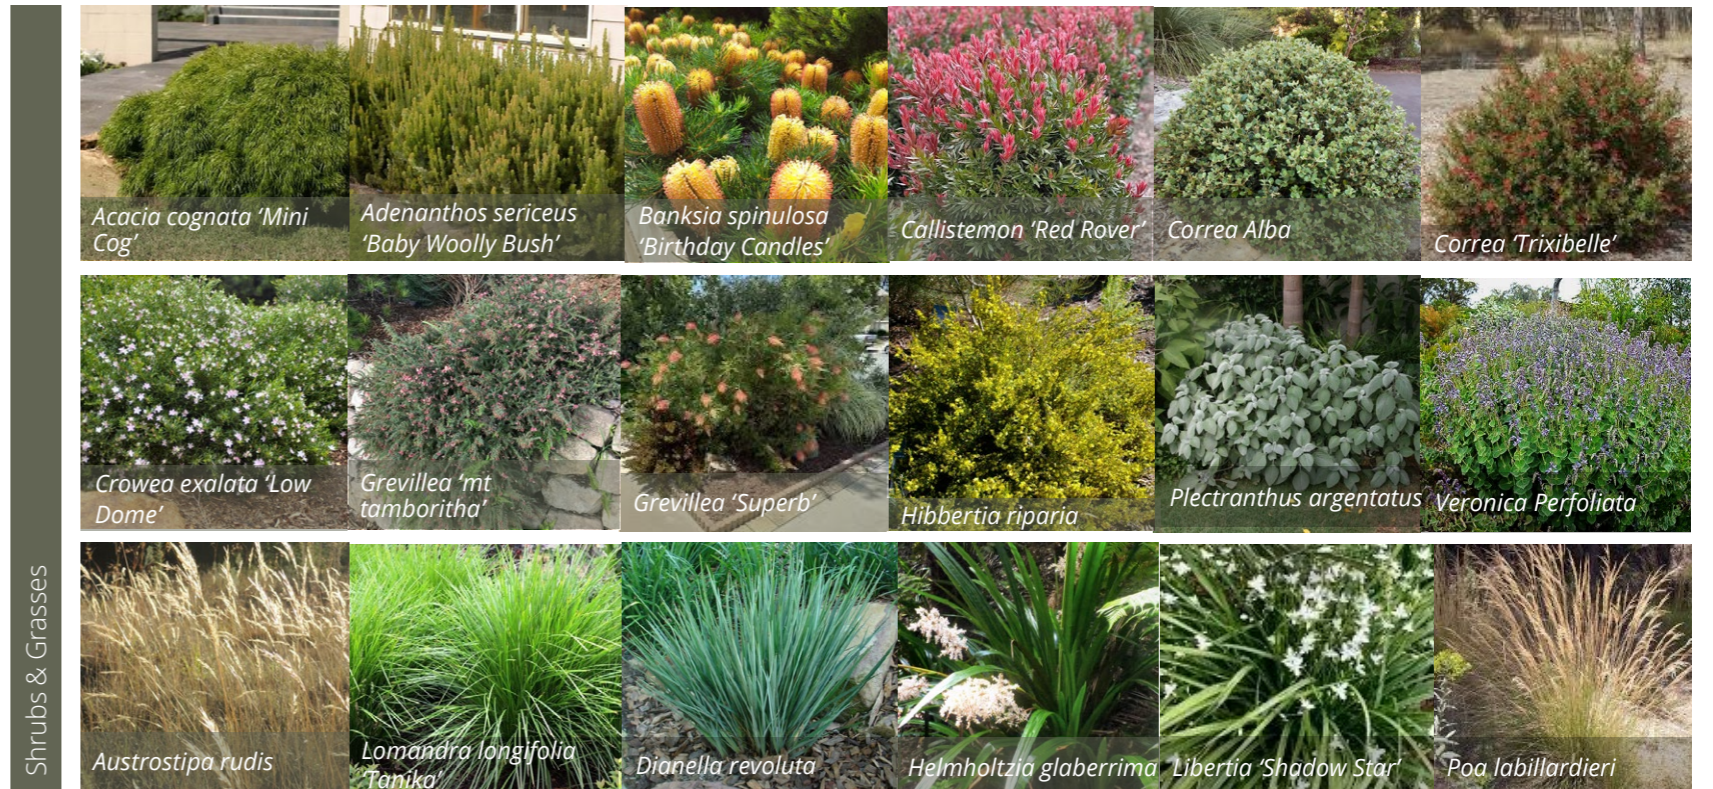 Shrubs & Grasses
Acacia cognata ‘Mini
Cog’
Adenanthos sericeus
‘Baby Woolly Bush’
Banksia spinulosa
‘Birthday Candles’
Callistemon ‘Red Rover’
Correa Alba
Correa ‘Trixibelle’
Crowea exalata ‘Low
Dome’
Grevillea ‘mt
tamboritha’
Grevillea ‘Superb’
Hibbertia riparia
Plectranthus argentatus
Veronica Perfoliata
Austrostipa rudis
Lomandra longifolia
‘Tanika’
Dianella revoluta
Helmholtzia glaberrima
Libertia ‘Shadow Star’
Poa labillardieri